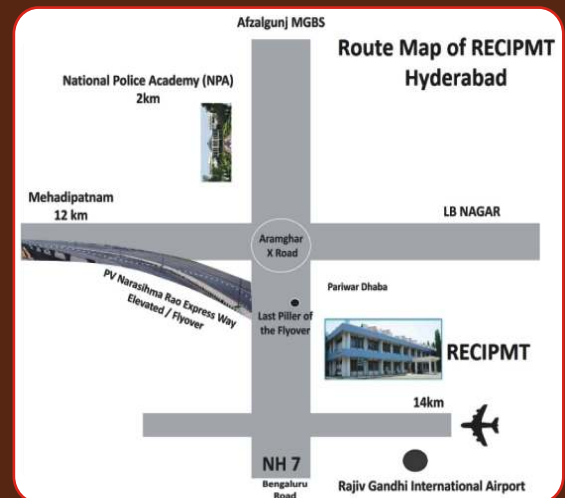 Afzalgunj MGBS
Route Map of RECIPMT
Hyderabad
National Police Academy (NPA)
2km
Mehadipatnam
12 km
LB NAGAR
Aramghar
X Road
PV Narasihma Rao Express Way
Elevated / Flyover
Pariwar Dhaba
Last Piller of
the Flyover
RECIPMT
14km
NH 7
Bengaluru
Road
Rajiv Gandhi International Airport